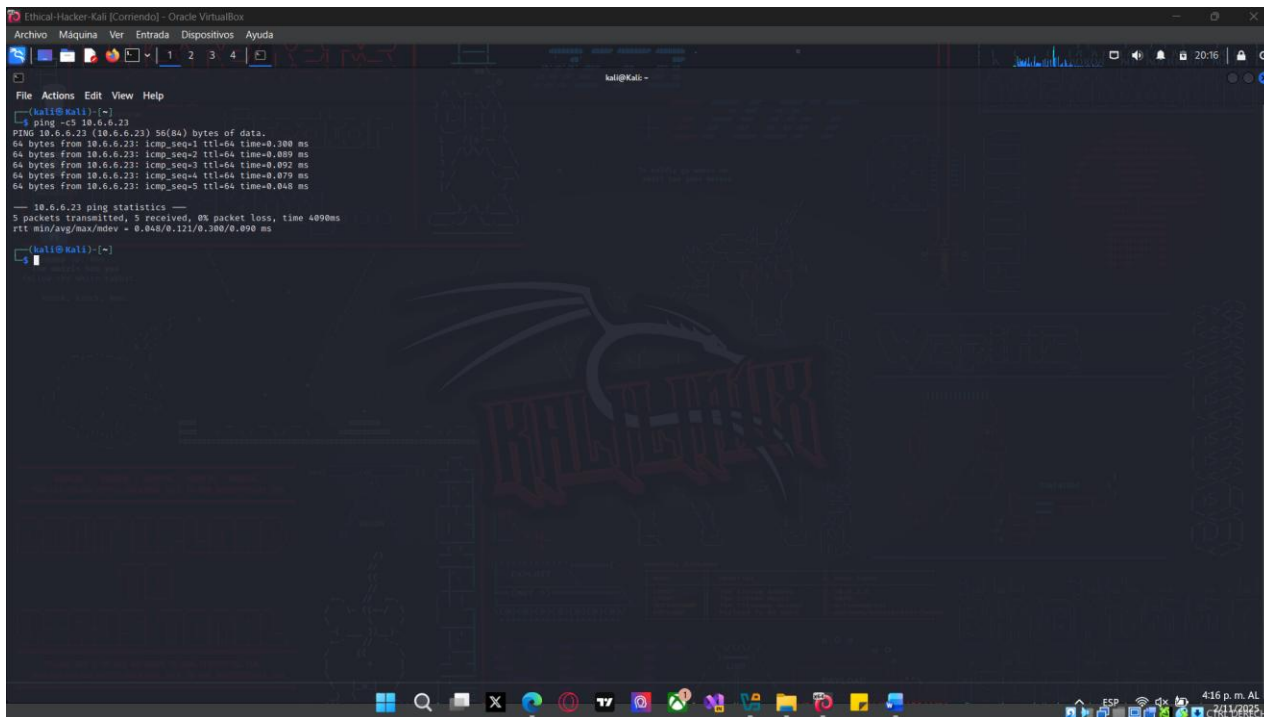 Ethical-Hacker-Kali [Corriendo] - Oracle VirtualBox
Archivo Máquina Ver Entrada Dispositivos Ayuda
1 2 3 4
20:16
kali@Kali: ~
File Actions Edit View Help
┌──(kali㉿Kali)-[~]
└─$ ping -c5 10.6.6.23
PING 10.6.6.23 (10.6.6.23) 56(84) bytes of data.
64 bytes from 10.6.6.23: icmp_seq=1 ttl=64 time=0.300 ms
64 bytes from 10.6.6.23: icmp_seq=2 ttl=64 time=0.089 ms
64 bytes from 10.6.6.23: icmp_seq=3 ttl=64 time=0.092 ms
64 bytes from 10.6.6.23: icmp_seq=4 ttl=64 time=0.079 ms
64 bytes from 10.6.6.23: icmp_seq=5 ttl=64 time=0.048 ms
— 10.6.6.23 ping statistics —
5 packets transmitted, 5 received, 0% packet loss, time 4090ms
rtt min/avg/max/mdev = 0.048/0.121/0.300/0.090 ms
┌──(kali㉿Kali)-[~]
└─$
KALI LINUX
ESP
4:16 p. m. AL
2/11/2025
CTRL DERECH